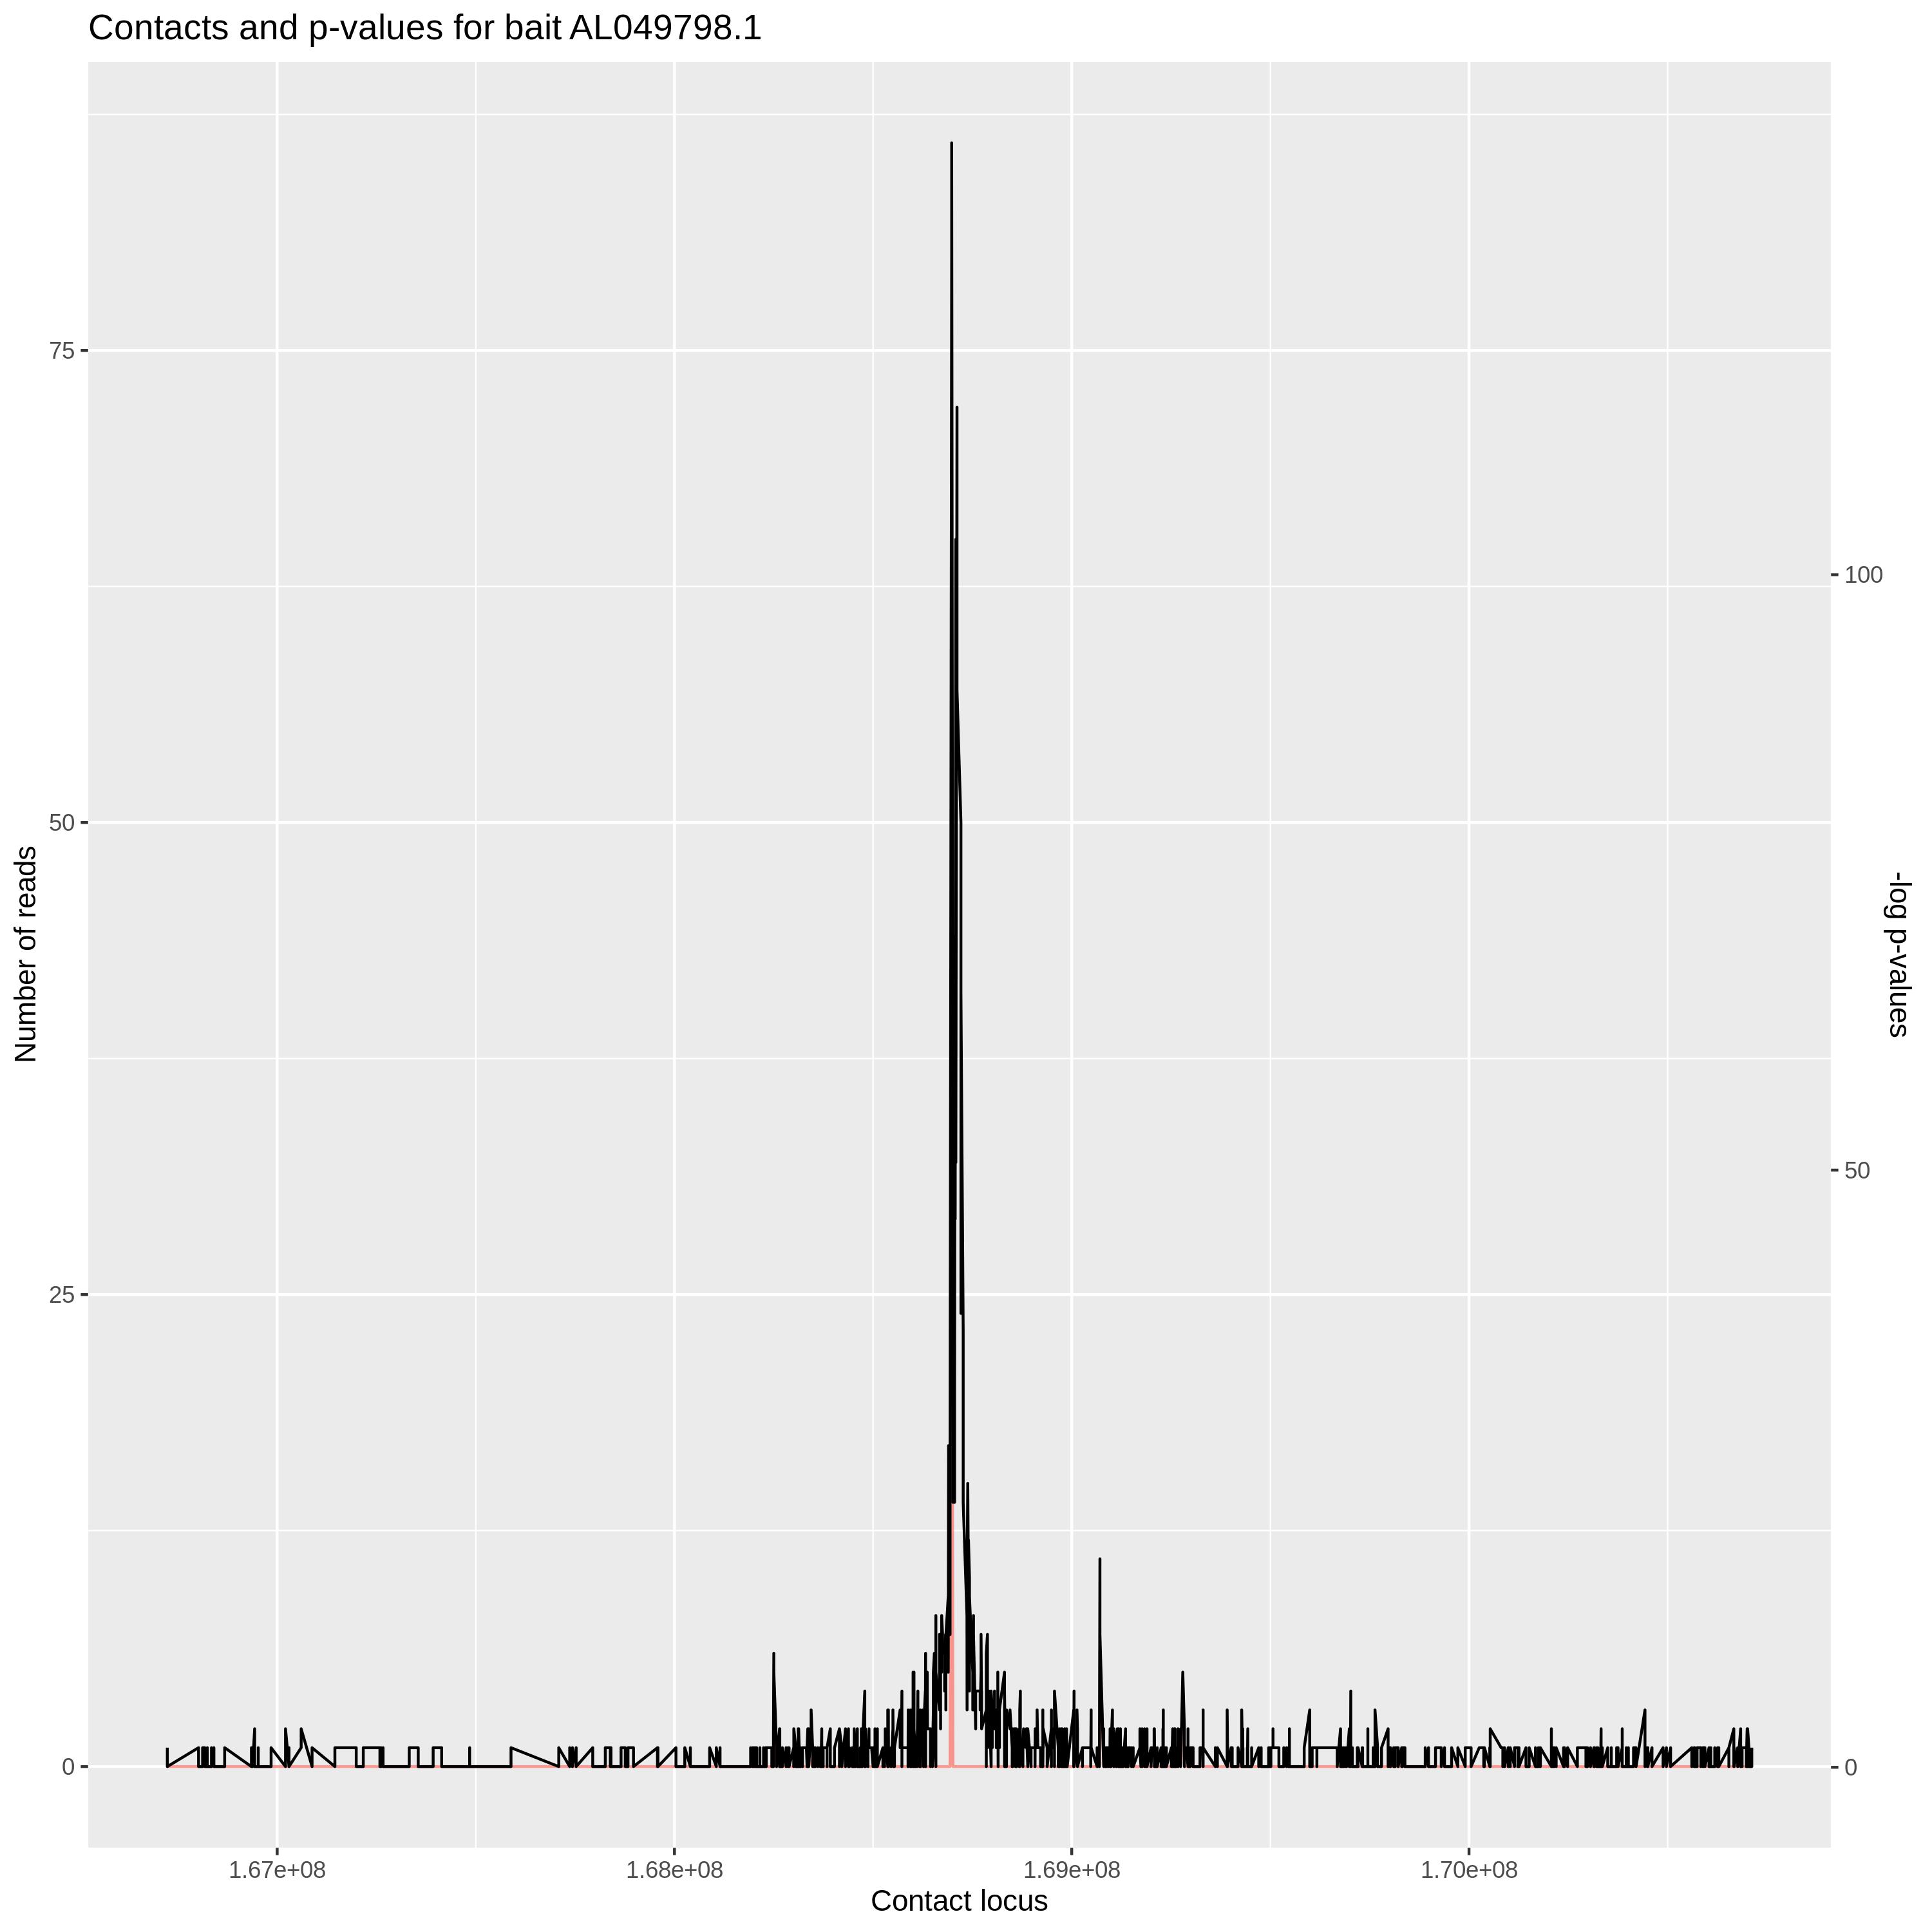 Contacts and p-values for bait AL049798.1
75
50
25
0
Number of reads
100
50
0
-log p-values
1.67e+08 1.68e+08 1.69e+08 1.70e+08
Contact locus